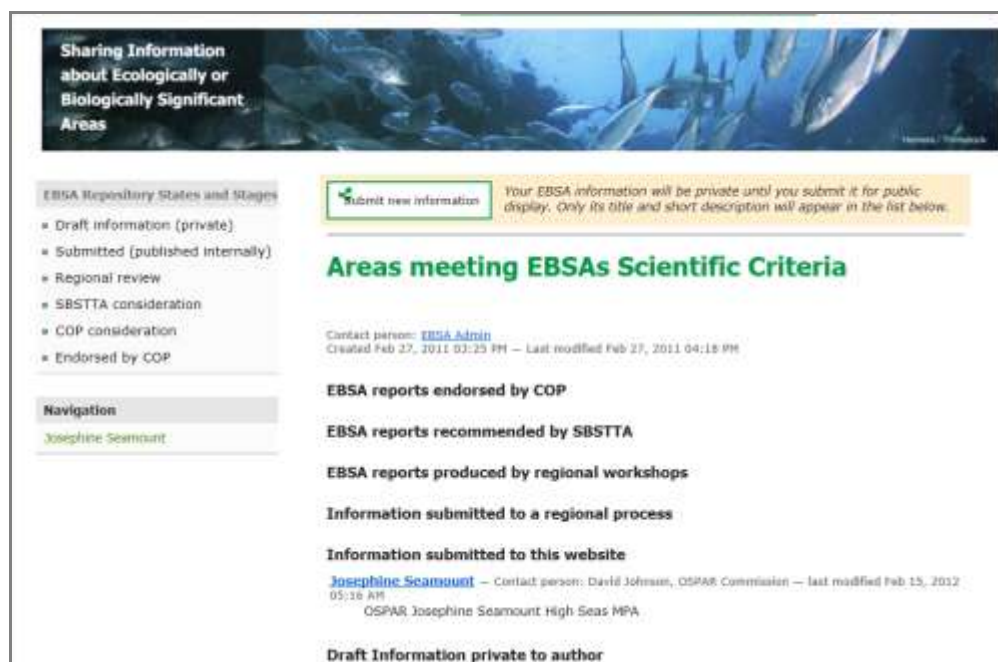 Sharing Information
about Ecologically or
Biologically Significant
Areas
EBSA Repository States and Stages
Draft information (private)
Submitted (published internally)
Regional review
SBSTTA consideration
COP consideration
Endorsed by COP
Navigation
Josephine Seamount
Submit new information
Your EBSA information will be private until you submit it for public
display. Only its title and short description will appear in the list below.
Areas meeting EBSAs Scientific Criteria
Contact person: EBSA Admin
Created Feb 27, 2011 03:25 PM — Last modified Feb 27, 2011 04:18 PM
EBSA reports endorsed by COP
EBSA reports recommended by SBSTTA
EBSA reports produced by regional workshops
Information submitted to a regional process
Information submitted to this website
Josephine Seamount — Contact person: David Johnson, OSPAR Commission — last modified Feb 15, 2012
05:16 AM
OSPAR Josephine Seamount High Seas MPA
Draft Information private to author